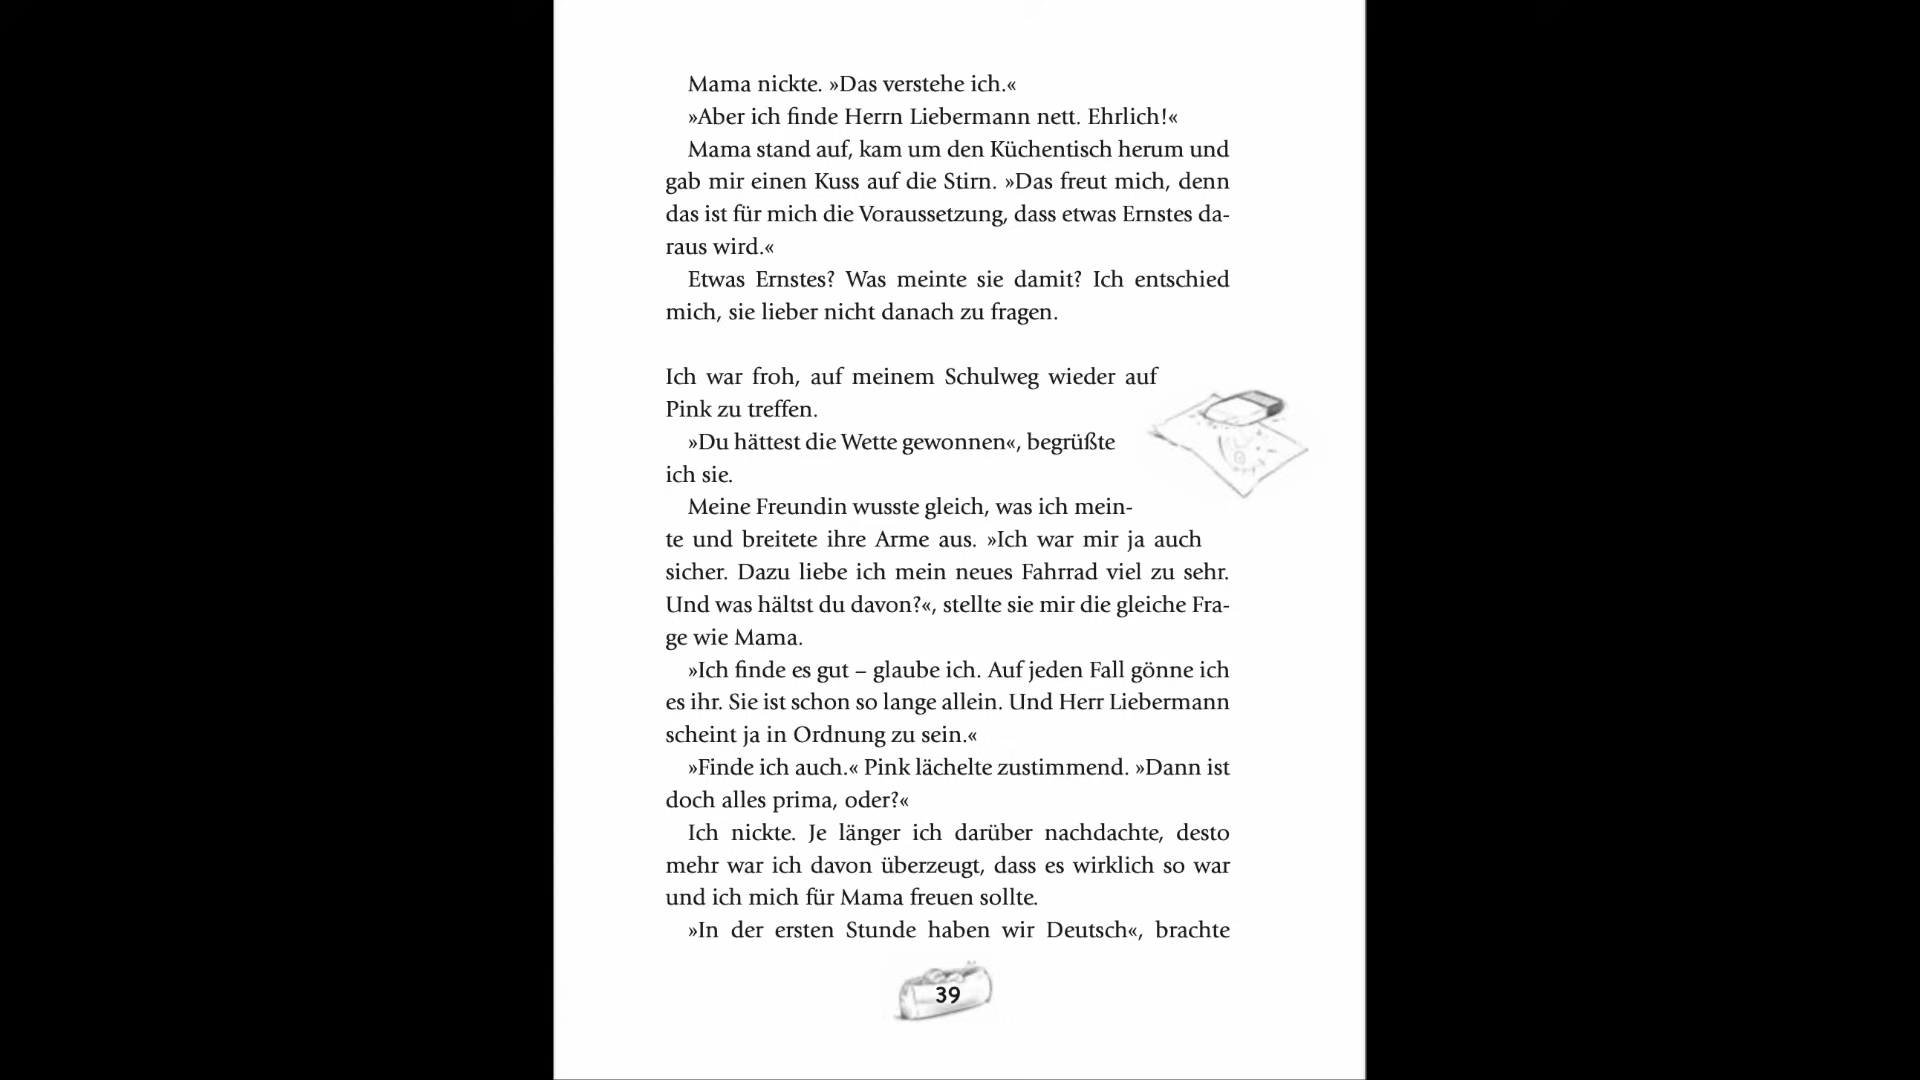 Mama nickte. »Das verstehe ich.«
»Aber ich finde Herrn Liebermann nett. Ehrlich!«
Mama stand auf, kam um den Küchentisch herum und
gab mir einen Kuss auf die Stirn. »Das freut mich, denn
das ist für mich die Voraussetzung, dass etwas Ernstes da-
raus wird.«
Etwas Ernstes? Was meinte sie damit? Ich entschied
mich, sie lieber nicht danach zu fragen.
Ich war froh, auf meinem Schulweg wieder auf
Pink zu treffen.
»Du hättest die Wette gewonnen«, begrüßte
ich sie.
Meine Freundin wusste gleich, was ich mein-
te und breitete ihre Arme aus. »Ich war mir ja auch
sicher. Dazu liebe ich mein neues Fahrrad viel zu sehr.
Und was hältst du davon?«, stellte sie mir die gleiche Fra-
ge wie Mama.
»Ich finde es gut – glaube ich. Auf jeden Fall gönne ich
es ihr. Sie ist schon so lange allein. Und Herr Liebermann
scheint ja in Ordnung zu sein.«
»Finde ich auch.« Pink lächelte zustimmend. »Dann ist
doch alles prima, oder?«
Ich nickte. Je länger ich darüber nachdachte, desto
mehr war ich davon überzeugt, dass es wirklich so war
und ich mich für Mama freuen sollte.
»In der ersten Stunde haben wir Deutsch«, brachte
39